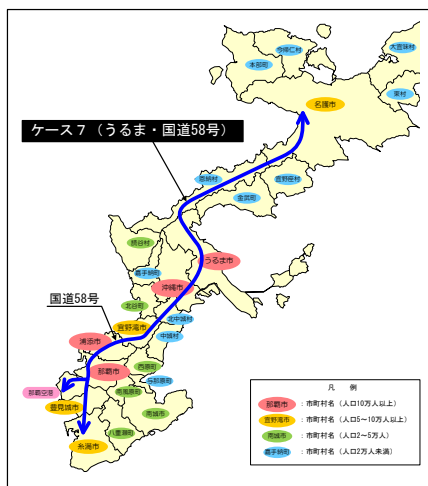 大宜味村
今帰仁村
本部町
東村
名護市
ケース7（うるま・国道58号）
恩納村
宜野座村
金武町
読谷村
うるま市
嘉手納町
沖縄市
国道58号
北谷町
北中城村
宜野湾市
中城村
浦添市
西原町
那覇市
与那原町
那覇空港
南風原町
豊見城市
南城市
八重瀬町
糸満市
凡　例
那覇市 ：市町村名（人口10万人以上）
宜野湾市 ：市町村名（人口5～10万人以上）
南城市 ：市町村名（人口2～5万人）
嘉手納町 ：市町村名（人口2万人未満）